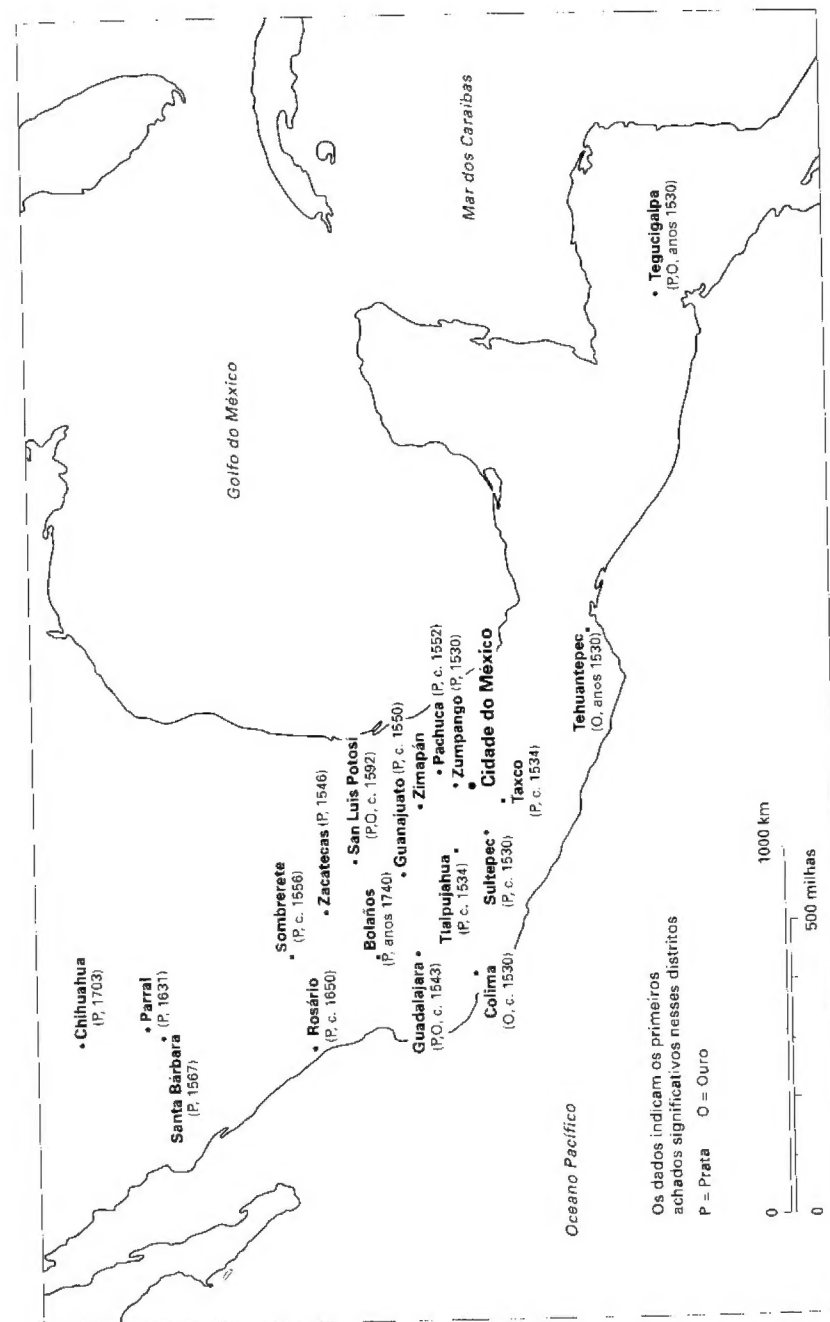 Golfo do México
Mar dos Caraíbas
Oceano Pacífico
Chihuahua
(P, 1703)
Parral
(P, 1631)
Santa Bárbara
(P, 1567)
Sombrerete
(P, c. 1556)
Zacatecas (P, 1546)
Rosário
(P, c. 1650)
Bolaños
(P, anos 1740)
San Luis Potosi
(P,O, c. 1592)
Guanajuato (P, c. 1550)
Zimapán
Guadalajara
(P,O, c. 1543)
Tlalpujahua
(P, c. 1534)
Pachuca (P, c. 1552)
Zumpango (P, 1530)
Cidade do México
Sultepec
(P, c. 1530)
Taxco
(P, c. 1534)
Colima
(O, c. 1530)
Tehuantepec
(O, anos 1530)
Tegucigalpa
(P,O, anos 1530)
Os dados indicam os primeiros
achados significativos nesses distritos
P = Prata O = Ouro
0 1000 km
0 500 milhas